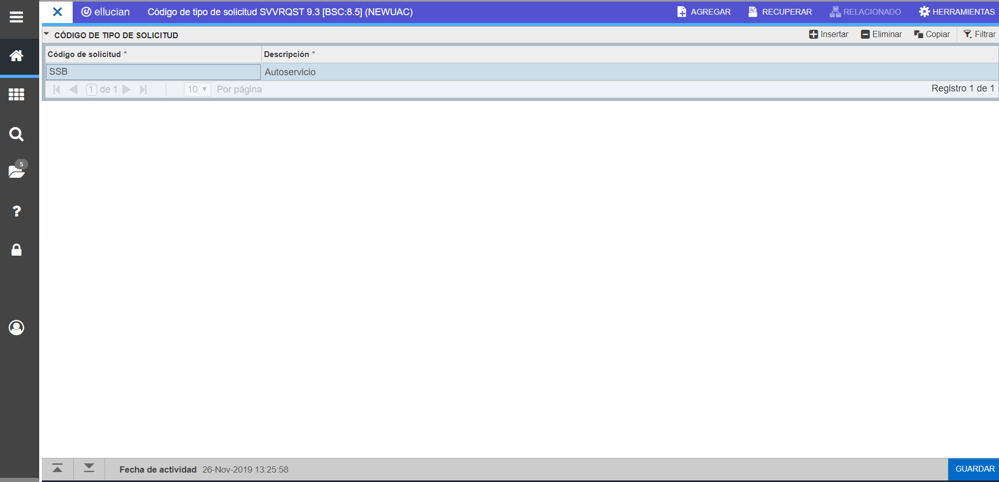 ellucian Código de tipo de solicitud SVVRQST 9.3 [BSC:8.5] (NEWUAC) AGREGAR RECUPERAR RELACIONADO HERRAMIENTAS
CÓDIGO DE TIPO DE SOLICITUD Insertar Eliminar Copiar Filtrar
Código de solicitud * Descripción *
SSB Autoservicio
1 de 1 10 Por página Registro 1 de 1
5
?
Fecha de actividad 26-Nov-2019 13:25:58 GUARDAR